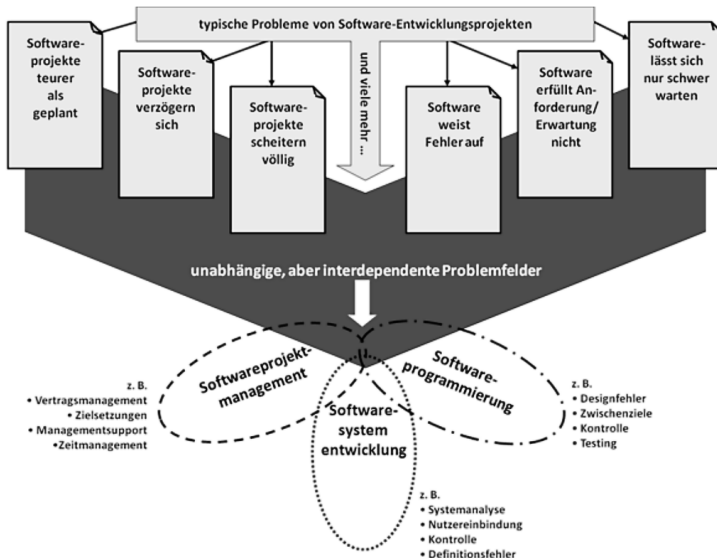 typische Probleme von Software-Entwicklungsprojekten
Software-
projekte
teurer
als
geplant
Software-
projekte
verzögern
sich
Software-
projekte
scheitern
völlig
und viele mehr ...
Software
weist
Fehler auf
Software
erfüllt An-
forderung/
Erwartung
nicht
Software-
lässt sich
nur schwer
warten
unabhängige, aber interdependente Problemfelder
Softwareprojekt-
management
Software-
programmierung
Software-
system
entwicklung
z. B.
• Vertragsmanagement
• Zielsetzungen
• Managementsupport
• Zeitmanagement
z. B.
• Designfehler
• Zwischenziele
• Kontrolle
• Testing
z. B.
• Systemanalyse
• Nutzereinbindung
• Kontrolle
• Definitionsfehler